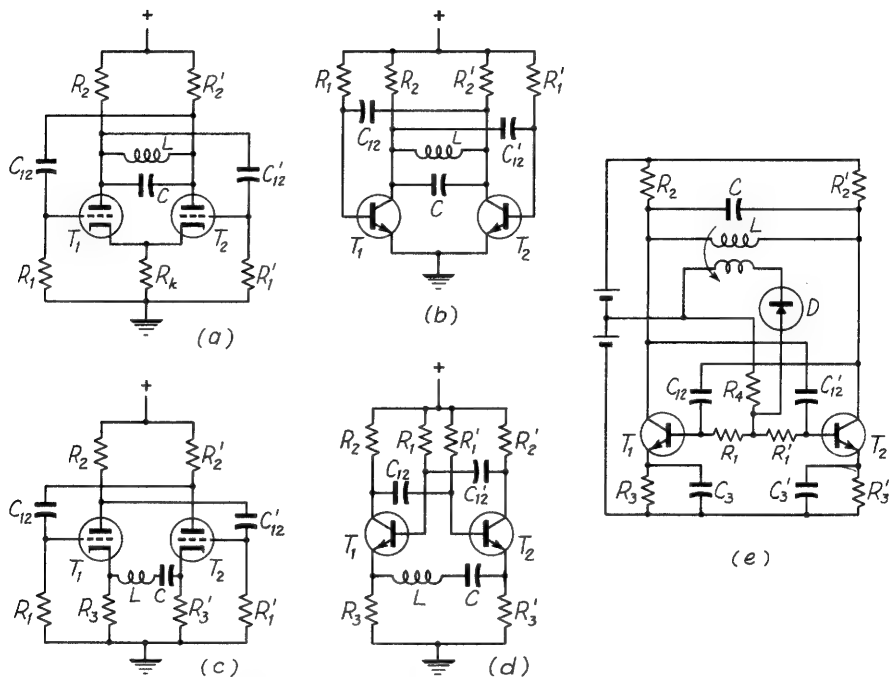 +
R2 R2'
C12 L C12'
C
T1 T2
R1 Rk R1'
(a)
+
R1 R2 R2' R1'
C12 L C12'
C
T1 T2
(b)
+
R2 R2'
C12 C12'
T1 T2
L C
R1 R3 R3' R1'
(c)
+
R2 R1 R1' R2'
C12 C12'
T1 T2
L C
R3 R3'
(d)
R2 C R2'
L
D
C12 R4 C12'
T1 R1 R1' T2
R3 C3 C3' R3'
(e)